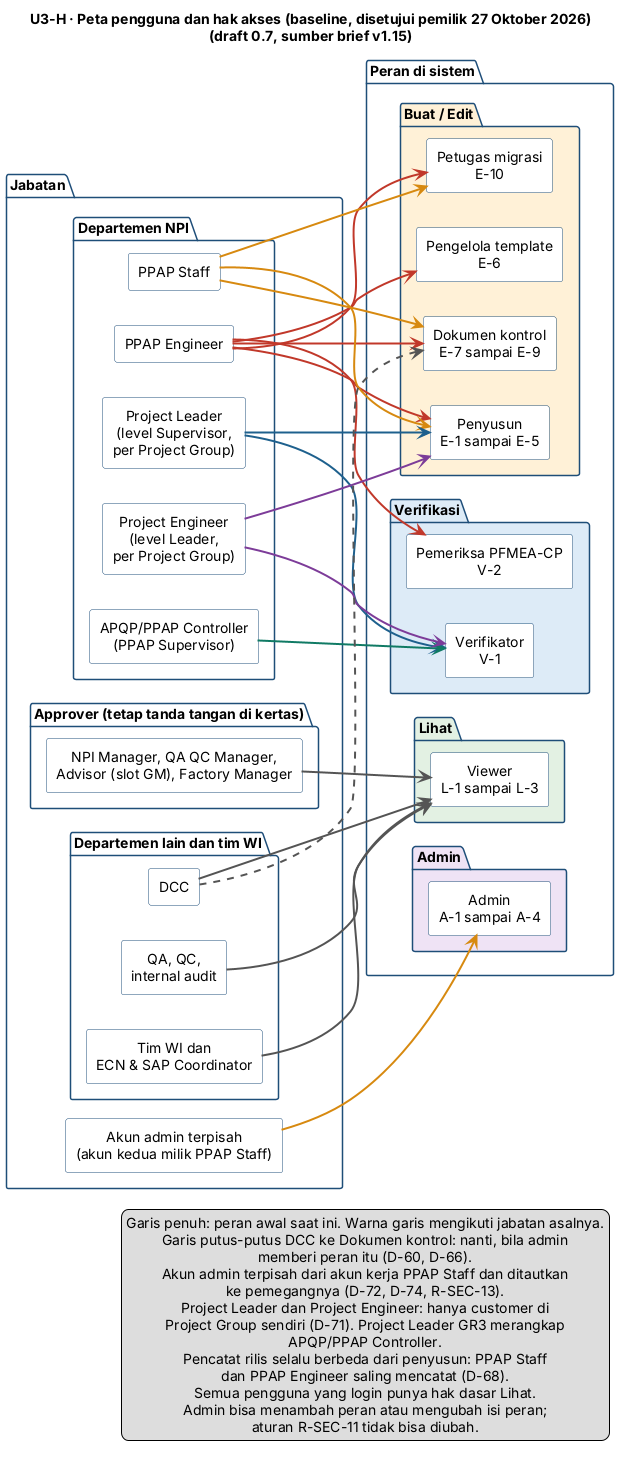 U3-H · Peta pengguna dan hak akses (baseline, disetujui pemilik 27 Oktober 2026)
(draft 0.7, sumber brief v1.15)
Jabatan
Departemen NPI
PPAP Staff
PPAP Engineer
Project Leader
(level Supervisor,
per Project Group)
Project Engineer
(level Leader,
per Project Group)
APQP/PPAP Controller
(PPAP Supervisor)
Approver (tetap tanda tangan di kertas)
NPI Manager, QA QC Manager,
Advisor (slot GM), Factory Manager
Departemen lain dan tim WI
DCC
QA, QC,
internal audit
Tim WI dan
ECN & SAP Coordinator
Akun admin terpisah
(akun kedua milik PPAP Staff)
Peran di sistem
Buat / Edit
Petugas migrasi
E-10
Pengelola template
E-6
Dokumen kontrol
E-7 sampai E-9
Penyusun
E-1 sampai E-5
Verifikasi
Pemeriksa PFMEA-CP
V-2
Verifikator
V-1
Lihat
Viewer
L-1 sampai L-3
Admin
Admin
A-1 sampai A-4
Garis penuh: peran awal saat ini. Warna garis mengikuti jabatan asalnya.
Garis putus-putus DCC ke Dokumen kontrol: nanti, bila admin
memberi peran itu (D-60, D-66).
Akun admin terpisah dari akun kerja PPAP Staff dan ditautkan
ke pemegangnya (D-72, D-74, R-SEC-13).
Project Leader dan Project Engineer: hanya customer di
Project Group sendiri (D-71). Project Leader GR3 merangkap
APQP/PPAP Controller.
Pencatat rilis selalu berbeda dari penyusun: PPAP Staff
dan PPAP Engineer saling mencatat (D-68).
Semua pengguna yang login punya hak dasar Lihat.
Admin bisa menambah peran atau mengubah isi peran;
aturan R-SEC-11 tidak bisa diubah.